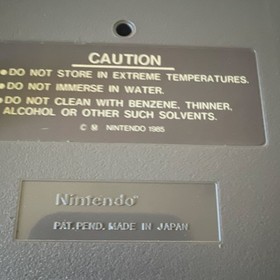 CAUTION
•DO NOT STORE IN EXTREME TEMPERATURES.
•DO NOT IMMERSE IN WATER.
•DO NOT CLEAN WITH BENZENE, THINNER,
ALCOHOL OR OTHER SUCH SOLVENTS.
© Ⓜ NINTENDO 1985
Nintendo®
PAT. PEND. MADE IN JAPAN